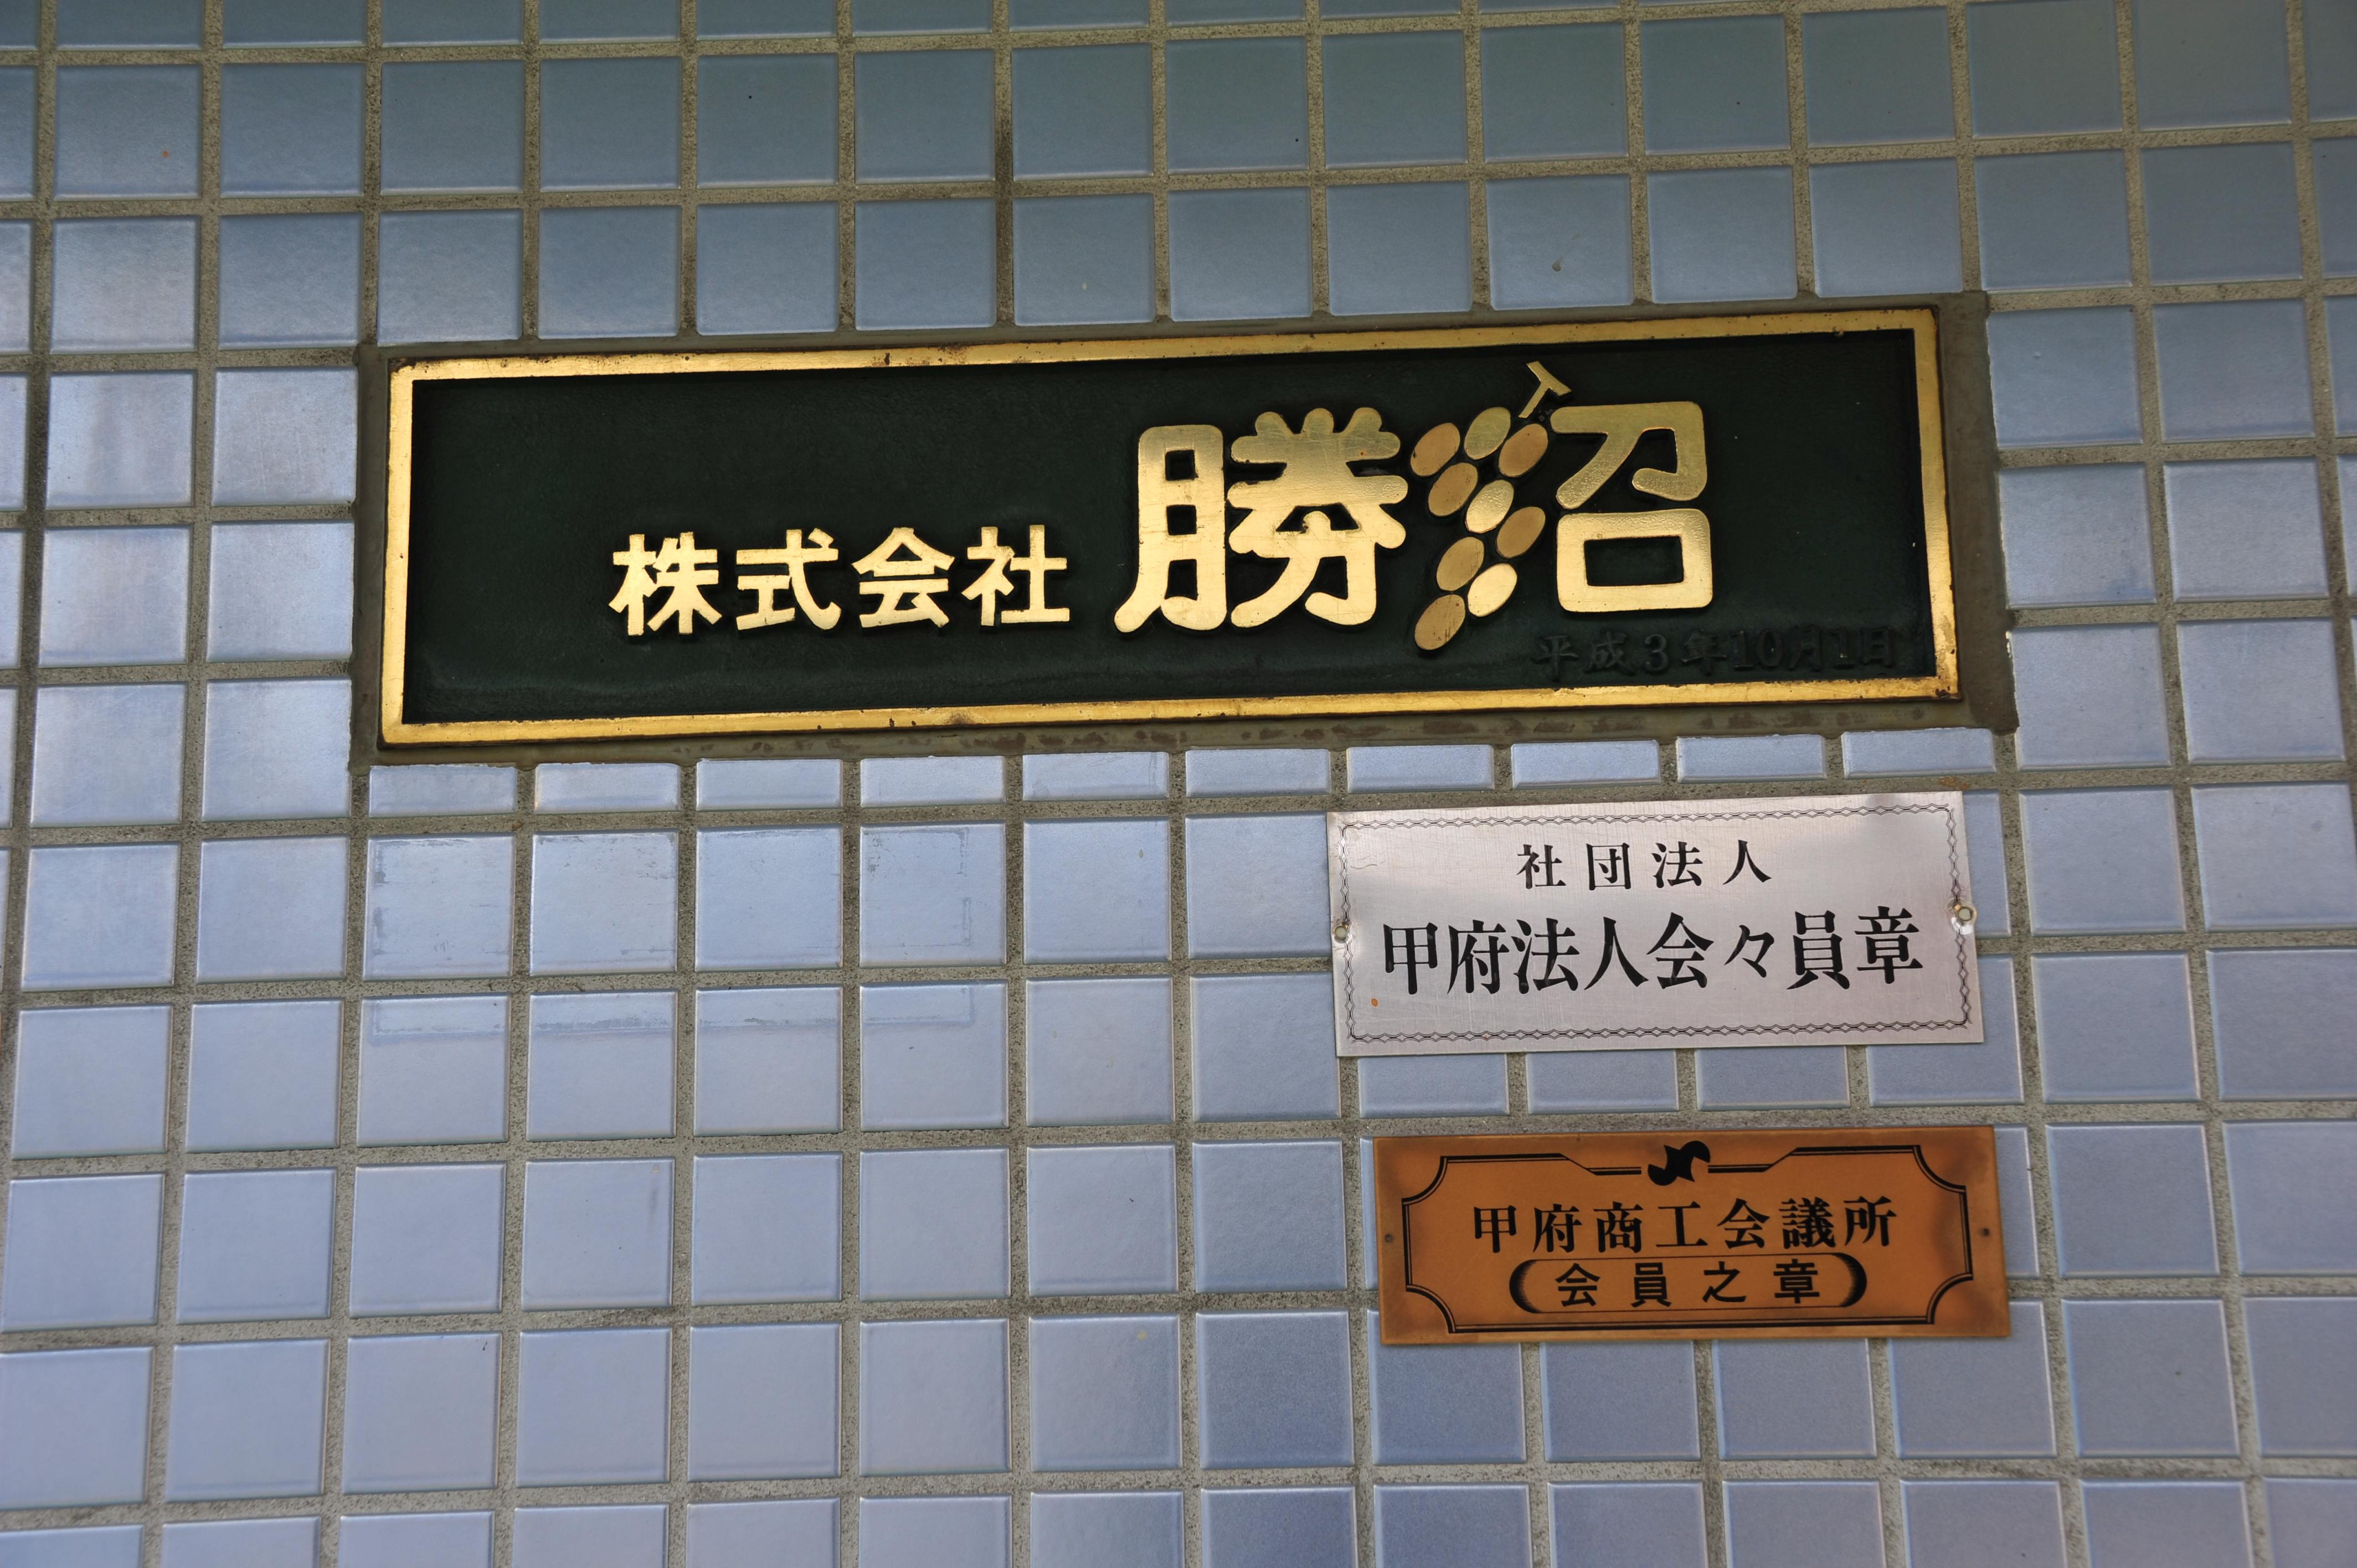 株式会社 勝沼
平成3年10月1日
社団法人
甲府法人会々員章
甲府商工会議所
会員之章